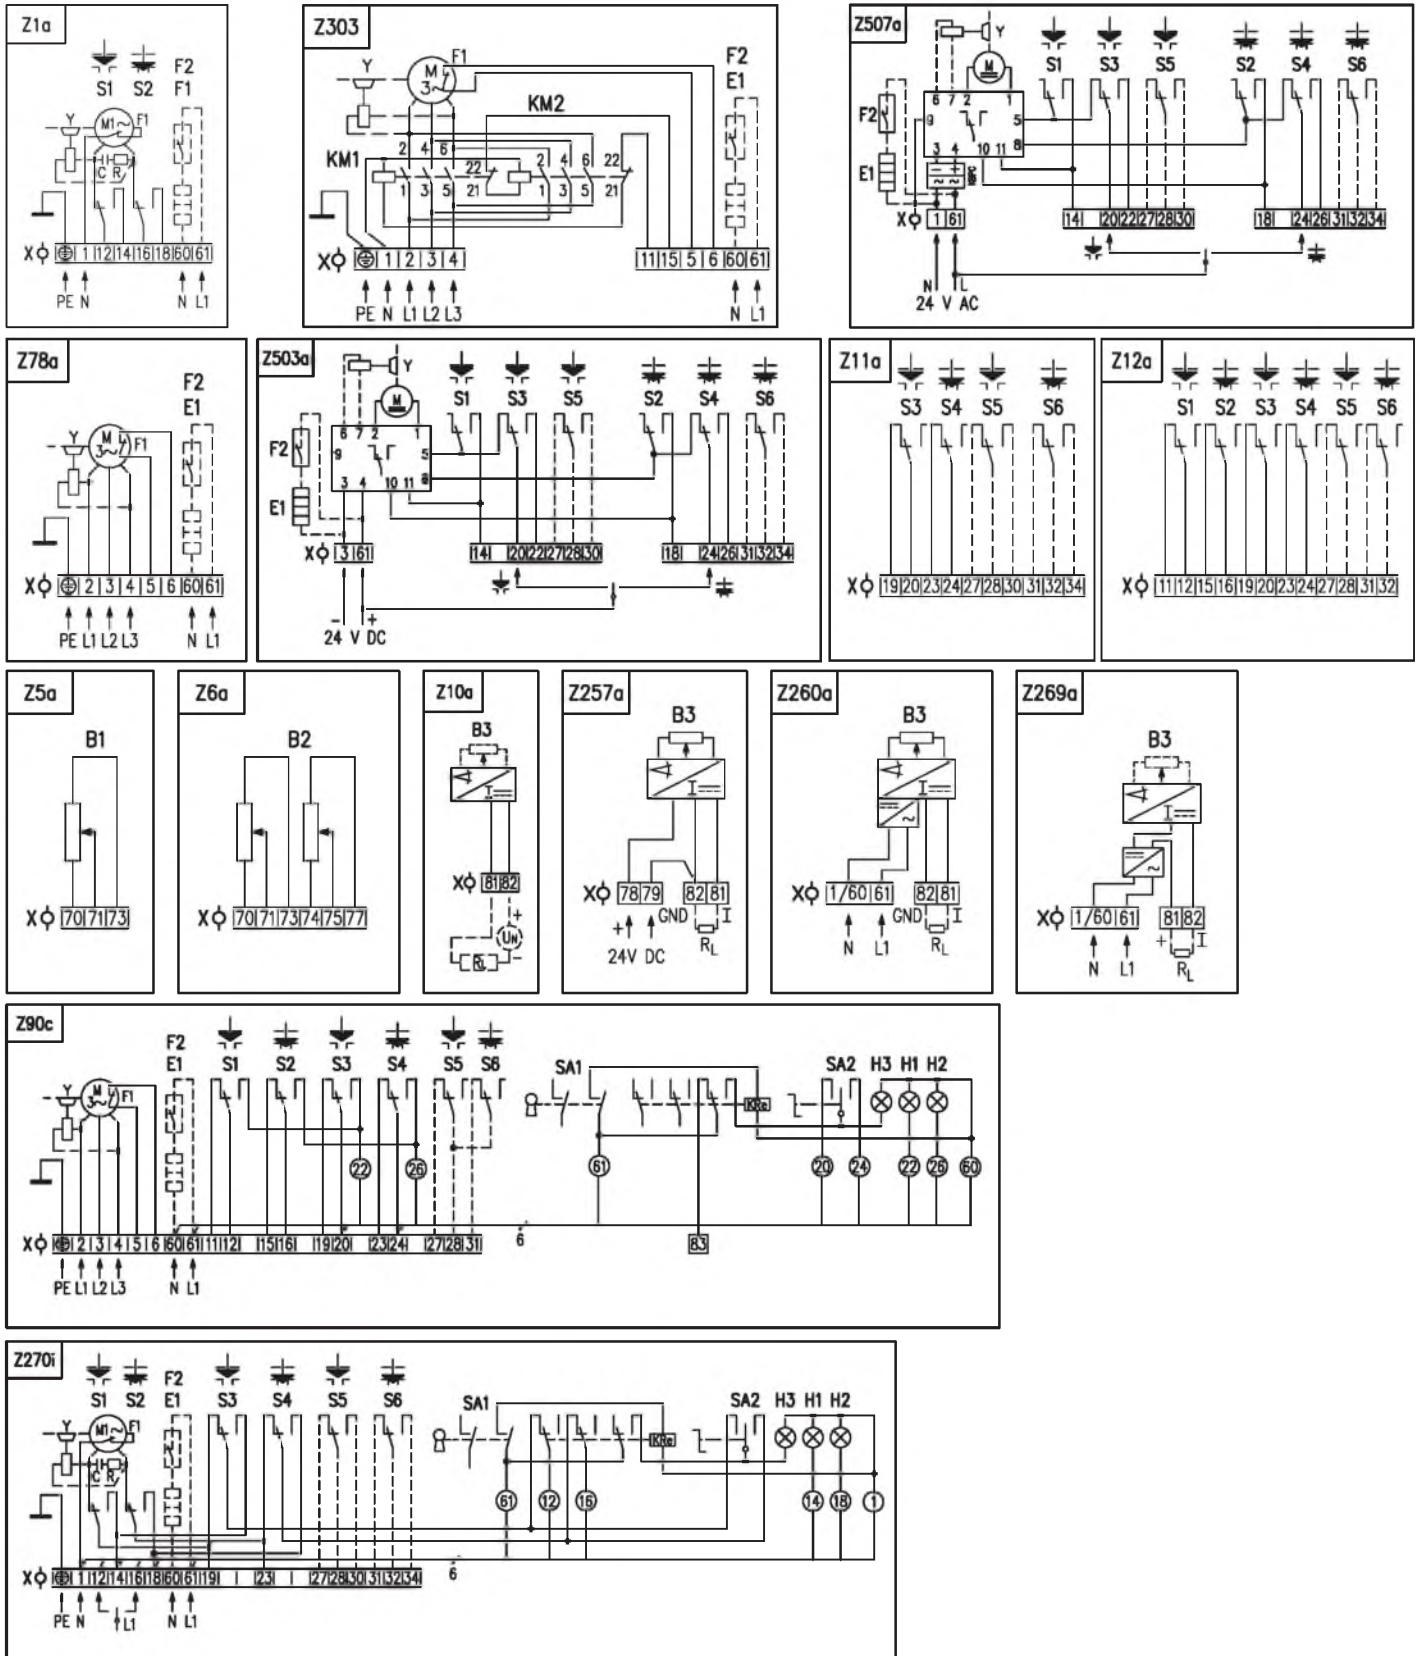 Z1a
S1 S2 F2
F1
Y M1~ F1
C R
X 1 |12|14|16|18|60|61
PE N N L1
Z303
Y M 3~ F1 F2
E1
KM2
2 4 6
KM1
22 2 4 6 22
1 3 5 21 1 3 5 21
X 1 2 3 4 |11|15| 5 | 6 |60|61
PE N L1 L2 L3 N L1
Z507a
Y S1 S3 S5 S2 S4 S6
M
6 7 2 1
F2 9 5
8
3 4 10 11
E1 KBPC
X 1 61 14 |20|22|27|28|30| 18 |24|26|31|32|34
N L
24 V AC
Z78a
F2
E1
Y M 3~ F1
X 2 | 3 | 4 | 5 | 6 |60|61
PE L1 L2 L3 N L1
Z503a
Y S1 S3 S5 S2 S4 S6
M
6 7 2 1
F2 9 5
8
3 4 10 11
E1
X 3 61 14 |20|22|27|28|30| 18 |24|26|31|32|34
- +
24 V DC
Z11a
S3 S4 S5 S6
X 19|20|23|24|27|28|30|31|32|34
Z12a
S1 S2 S3 S4 S5 S6
X 11|12|15|16|19|20|23|24|27|28|31|32
Z5a
B1
X 70|71|73
Z6a
B2
X 70|71|73|74|75|77
Z10a
B3
I
X 81|82
+
UN
RL -
Z257a
B3
I
X 78|79 82|81
+ GND I
24V DC RL
Z260a
B3
I
~
X 1/60|61 82|81
GND I
N L1 RL
Z269a
B3
I
~
X 1/60|61 81|82
+ I
N L1 RL
Z90c
F2
E1 S1 S2 S3 S4 S5 S6 SA1 SA2 H3 H1 H2
Y M 3~ F1
KRe
22 26 61 20 24 22 26 60
X 2 | 3 | 4 | 5 | 6 |60|61|11|12| 15|16| 19|20| 23|24| 27|28|31 6 83
PE L1 L2 L3 N L1
Z270i
S1 S2 F2
E1 S3 S4 S5 S6 SA1 SA2 H3 H1 H2
Y M1~ F1
KRe
C R
61 12 16 14 18 1
X 1 |12|14|16|18|60|61|19| 23 27|28|30|31|32|34 6
PE N L1 N L1